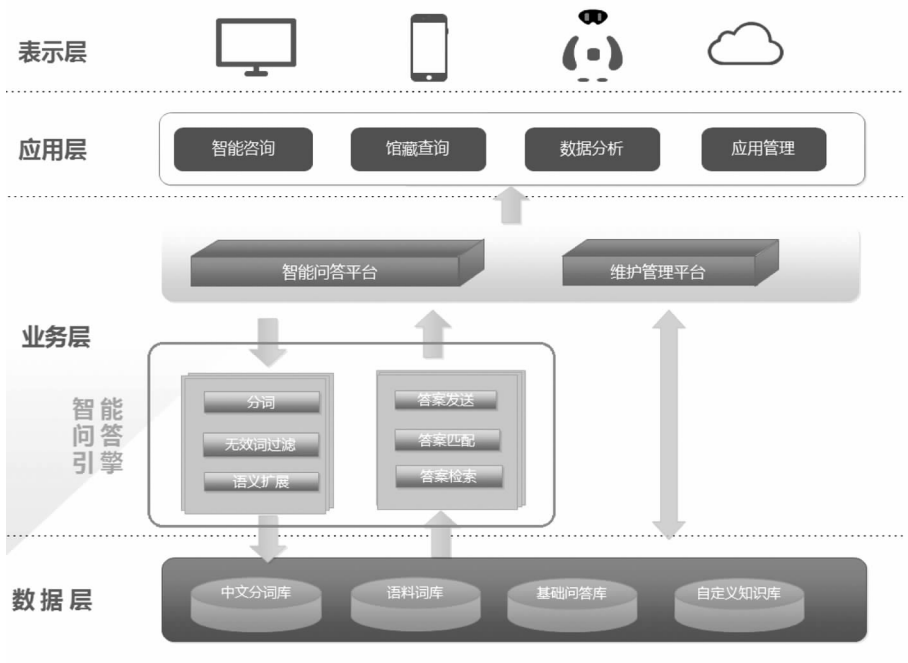 表示层
应用层
智能咨询
馆藏查询
数据分析
应用管理
智能问答平台
维护管理平台
业务层
智能
问答
引擎
分词
无效词过滤
语义扩展
答案发送
答案匹配
答案检索
数据层
中文分词库
语料词库
基础问答库
自定义知识库